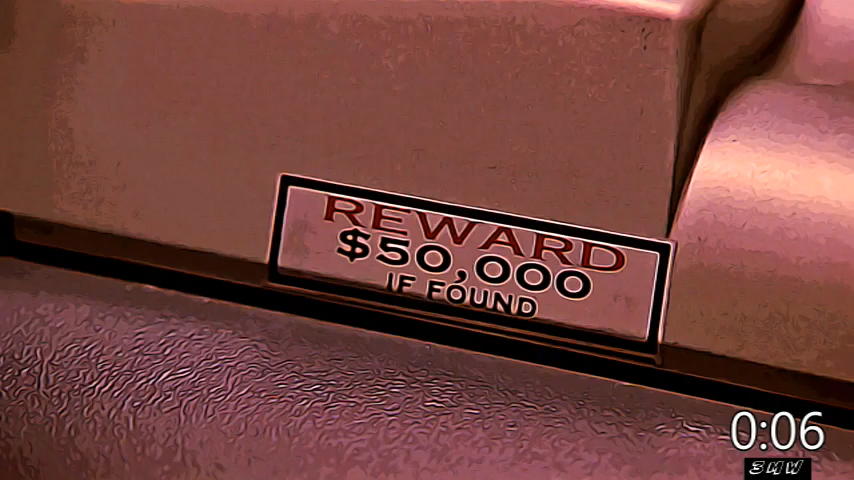 REWARD
$50,000
IF FOUND
0:06
3MW